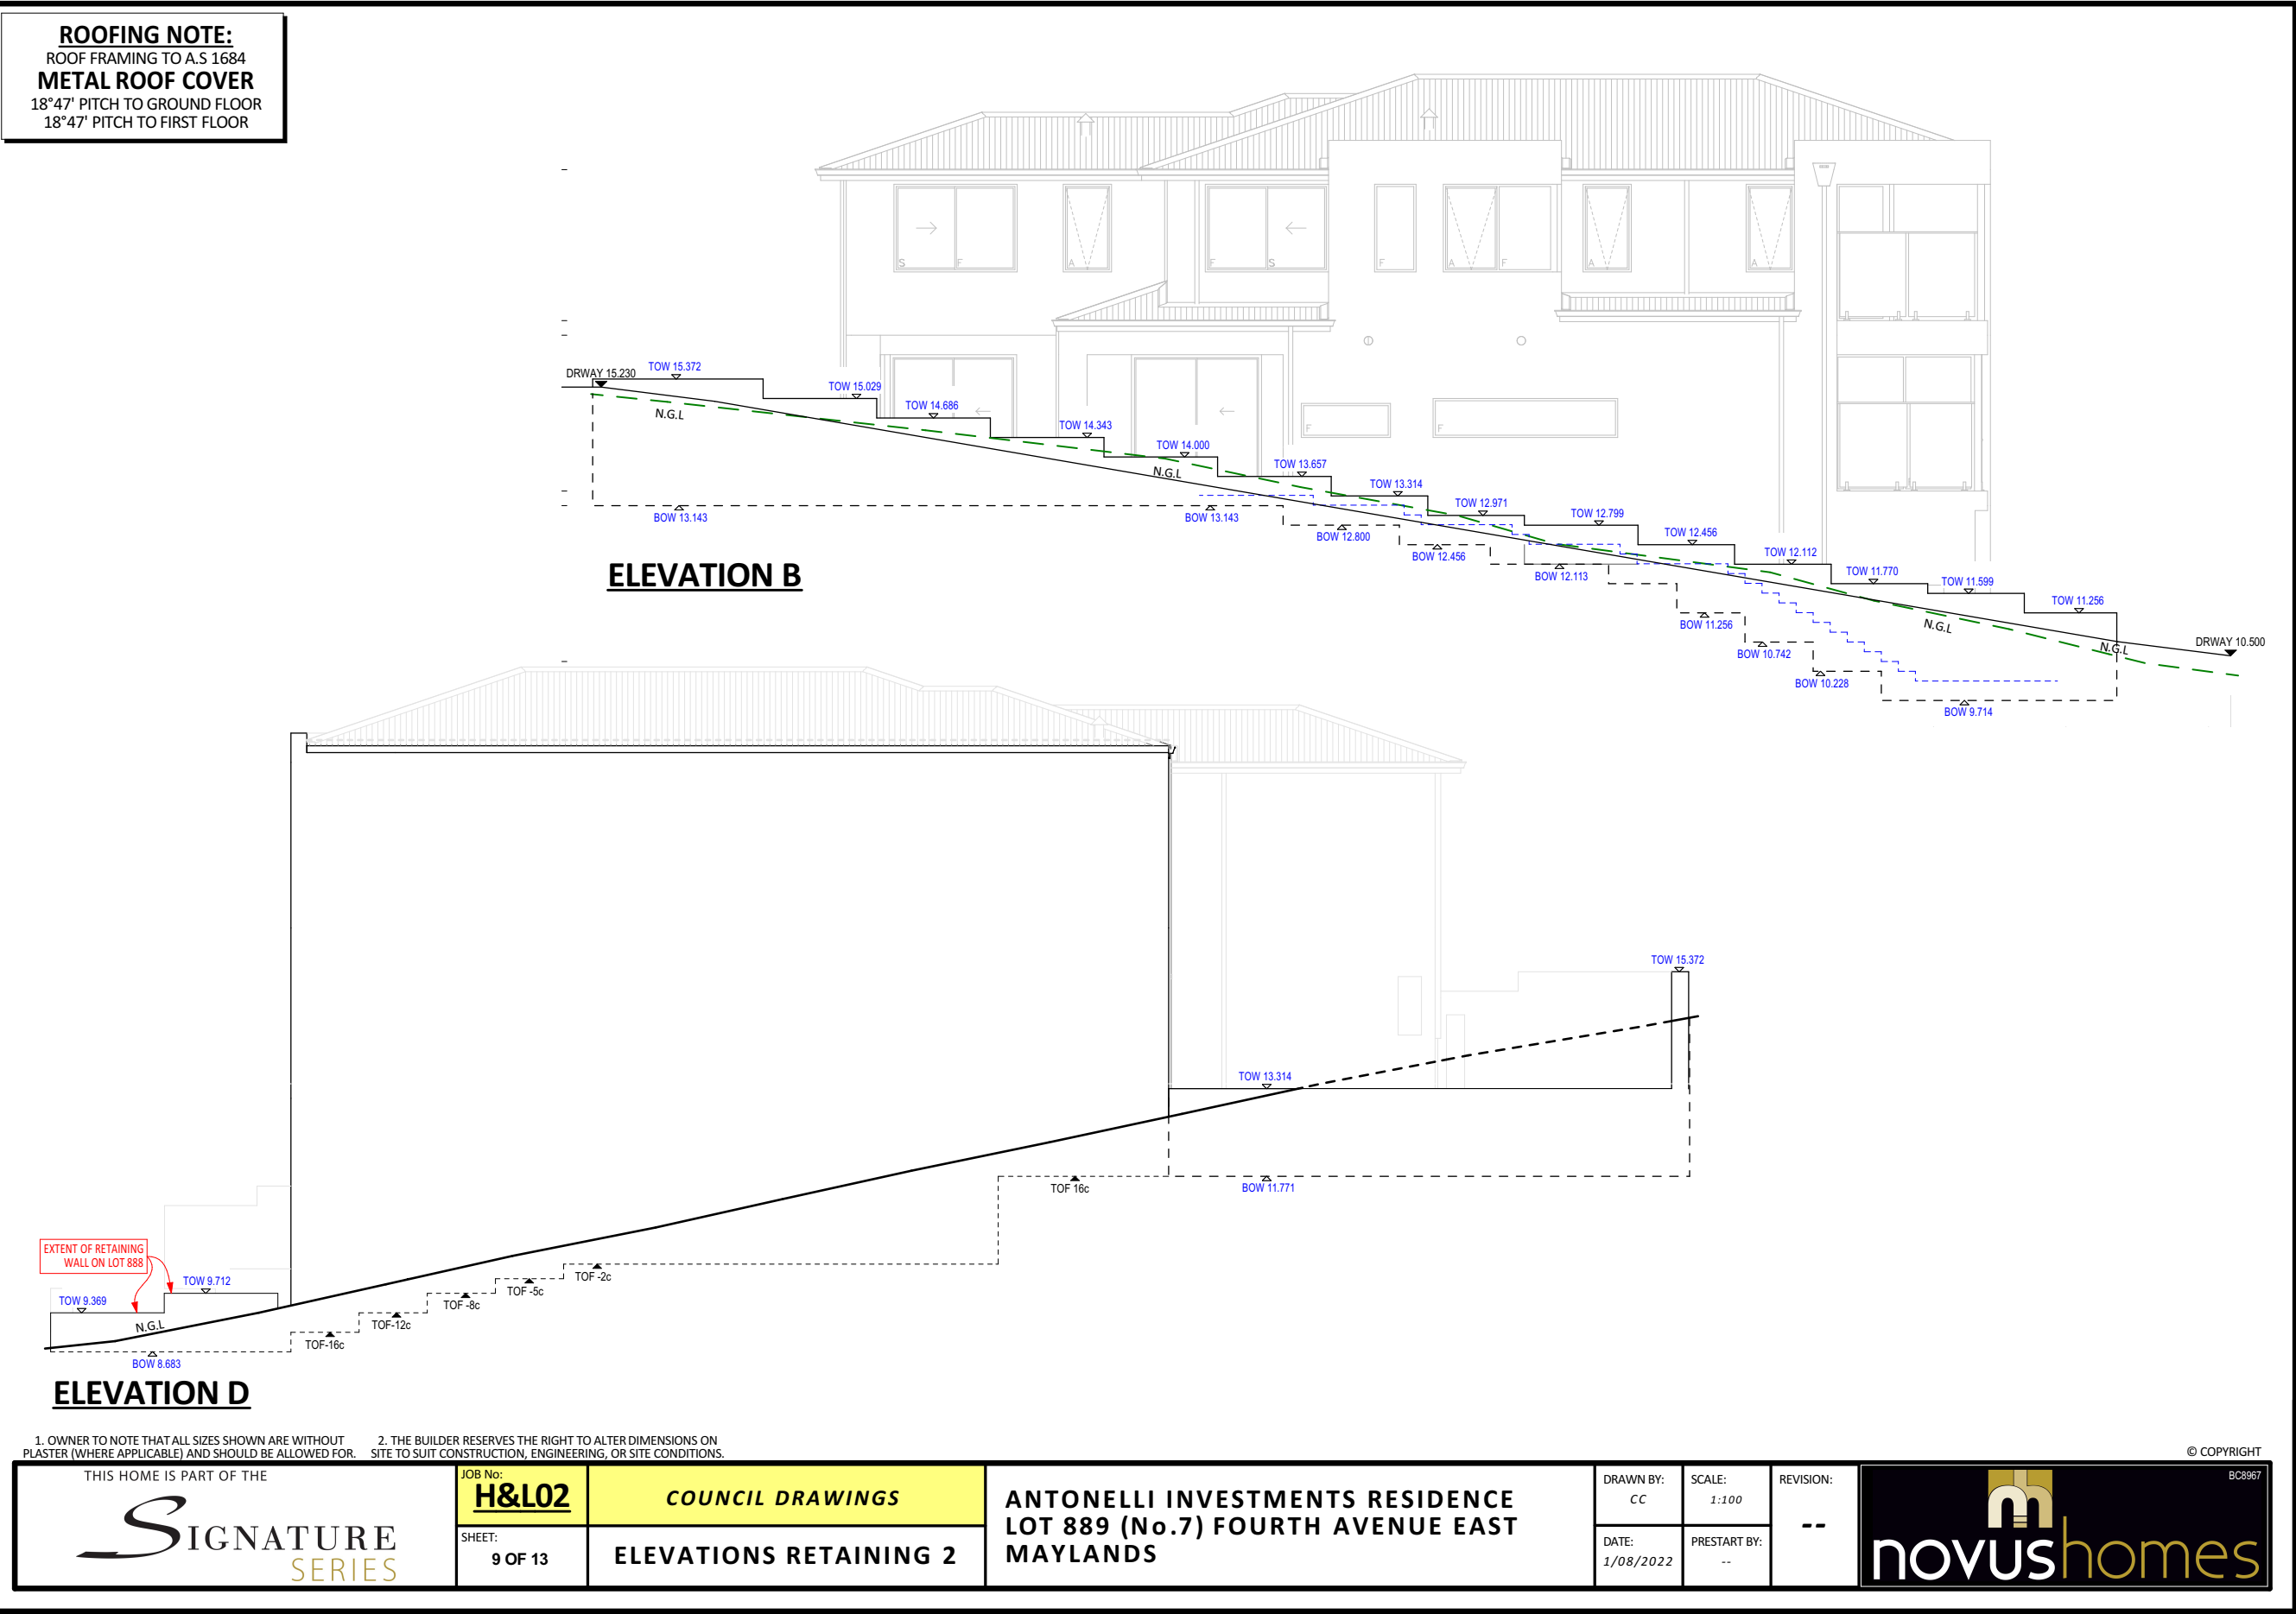 ROOFING NOTE:
ROOF FRAMING TO A.S 1684
METAL ROOF COVER
18°47' PITCH TO GROUND FLOOR
18°47' PITCH TO FIRST FLOOR
DRWAY 15.230
TOW 15.372
TOW 15.029
TOW 14.686
TOW 14.343
TOW 14.000
TOW 13.657
TOW 13.314
TOW 12.971
TOW 12.799
TOW 12.456
TOW 12.112
TOW 11.770
TOW 11.599
TOW 11.256
DRWAY 10.500
N.G.L
N.G.L
N.G.L
N.G.L
S
F
A
F
S
F
A
F
A
A
F
F
BOW 13.143
BOW 13.143
BOW 12.800
BOW 12.456
BOW 12.113
BOW 11.256
BOW 10.742
BOW 10.228
BOW 9.714
ELEVATION B
TOW 15.372
TOW 13.314
TOF 16c
BOW 11.771
EXTENT OF RETAINING
WALL ON LOT 888
TOW 9.712
TOW 9.369
N.G.L
TOF -2c
TOF -5c
TOF -8c
TOF-12c
TOF-16c
BOW 8.683
ELEVATION D
1. OWNER TO NOTE THAT ALL SIZES SHOWN ARE WITHOUT
PLASTER (WHERE APPLICABLE) AND SHOULD BE ALLOWED FOR.
2. THE BUILDER RESERVES THE RIGHT TO ALTER DIMENSIONS ON
SITE TO SUIT CONSTRUCTION, ENGINEERING, OR SITE CONDITIONS.
© COPYRIGHT
THIS HOME IS PART OF THE
SIGNATURE
SERIES
JOB No:
H&L02
SHEET:
9 OF 13
COUNCIL DRAWINGS
ELEVATIONS RETAINING 2
ANTONELLI INVESTMENTS RESIDENCE
LOT 889 (No.7) FOURTH AVENUE EAST
MAYLANDS
DRAWN BY:
CC
SCALE:
1:100
REVISION:
--
DATE:
1/08/2022
PRESTART BY:
--
BC8967
novushomes